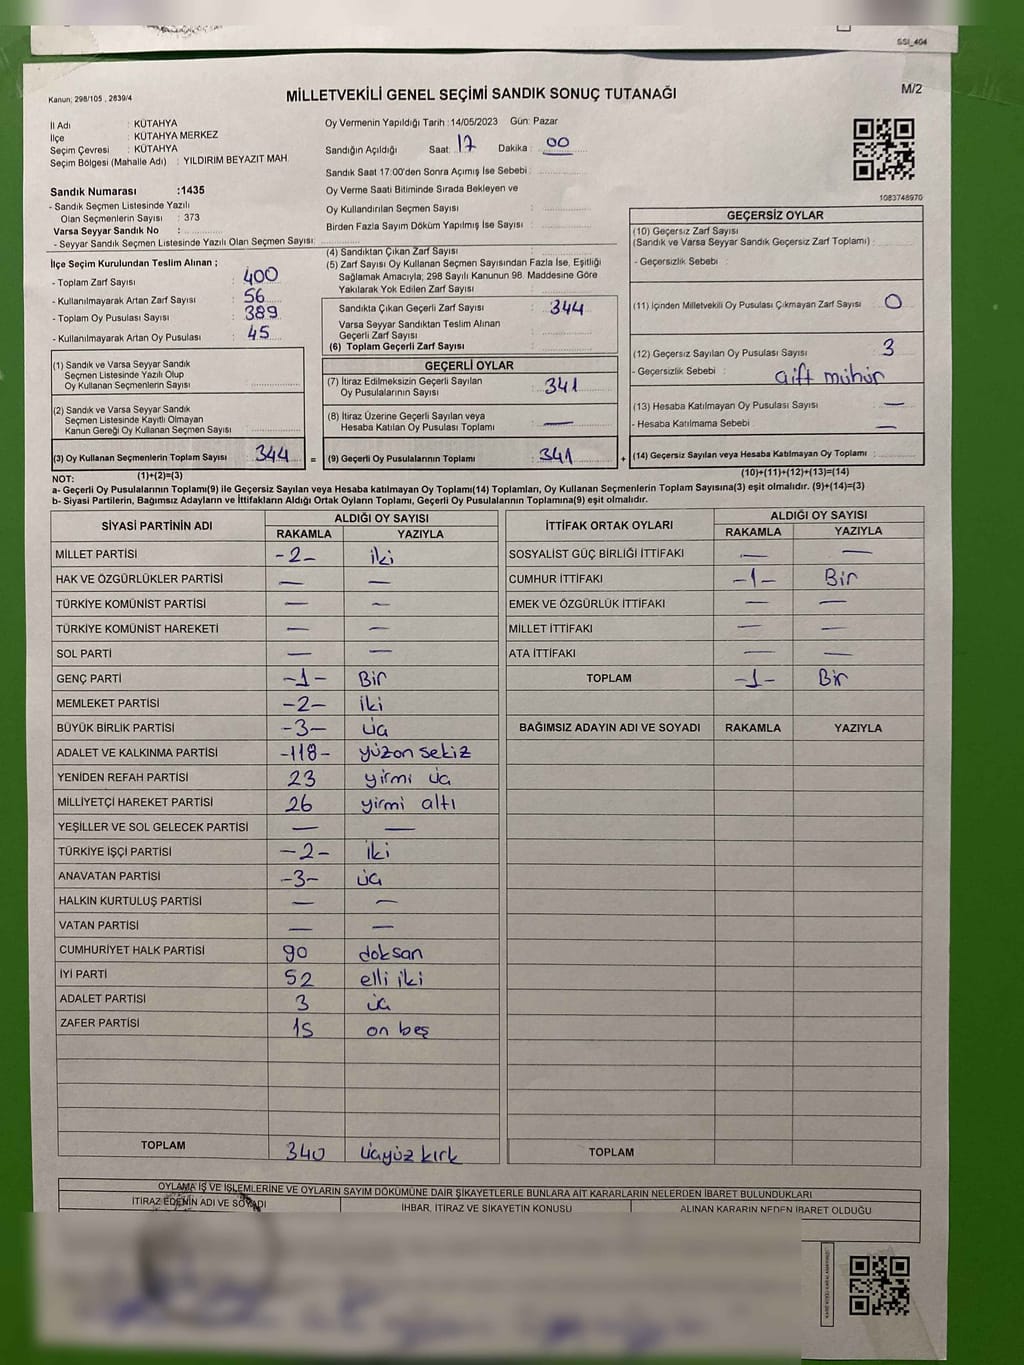 SSİ_404
Kanun; 298/105 , 2839/4
MİLLETVEKİLİ GENEL SEÇİMİ SANDIK SONUÇ TUTANAĞI
M/2
İl Adı : KÜTAHYA
İlçe : KÜTAHYA MERKEZ
Seçim Çevresi : KÜTAHYA
Seçim Bölgesi (Mahalle Adı) : YILDIRIM BEYAZIT MAH.
Sandık Numarası :1435
- Sandık Seçmen Listesinde Yazılı
Olan Seçmenlerin Sayısı : 373
Varsa Seyyar Sandık No :
- Seyyar Sandık Seçmen Listesinde Yazılı Olan Seçmen Sayısı:
Oy Vermenin Yapıldığı Tarih :14/05/2023 Gün: Pazar
Sandığın Açıldığı Saat 17 Dakika 00
Sandık Saat 17:00'den Sonra Açımış İse Sebebi :
Oy Verme Saati Bitiminde Sırada Bekleyen ve
Oy Kullandırılan Seçmen Sayısı :
Birden Fazla Sayım Döküm Yapılmış İse Sayısı :
1083748970
İlçe Seçim Kurulundan Teslim Alınan ;
- Toplam Zarf Sayısı : 400
- Kullanılmayarak Artan Zarf Sayısı : 56
- Toplam Oy Pusulası Sayısı : 389
- Kullanılmayarak Artan Oy Pusulası : 45
(1) Sandık ve Varsa Seyyar Sandık
Seçmen Listesinde Yazılı Olup
Oy Kullanan Seçmenlerin Sayısı :
(2) Sandık ve Varsa Seyyar Sandık
Seçmen Listesinde Kayıtlı Olmayan
Kanun Gereği Oy Kullanan Seçmen Sayısı :
(3) Oy Kullanan Seçmenlerin Toplam Sayısı : 344 =
(1)+(2)=(3)
(4) Sandıktan Çıkan Zarf Sayısı :
(5) Zarf Sayısı Oy Kullanan Seçmen Sayısından Fazla İse, Eşitliği
Sağlamak Amacıyla; 298 Sayılı Kanunun 98. Maddesine Göre
Yakılarak Yok Edilen Zarf Sayısı :
Sandıkta Çıkan Geçerli Zarf Sayısı : 344
Varsa Seyyar Sandıktan Teslim Alınan
Geçerli Zarf Sayısı :
(6) Toplam Geçerli Zarf Sayısı :
GEÇERLİ OYLAR
(7) İtiraz Edilmeksizin Geçerli Sayılan
Oy Pusulalarının Sayısı : 341
(8) İtiraz Üzerine Geçerli Sayılan veya
Hesaba Katılan Oy Pusulası Toplamı : —
(9) Geçerli Oy Pusulalarının Toplamı : 341 +
GEÇERSİZ OYLAR
(10) Geçersiz Zarf Sayısı
(Sandık ve Varsa Seyyar Sandık Geçersiz Zarf Toplamı) :
- Geçersizlik Sebebi :
(11) İçinden Milletvekili Oy Pusulası Çıkmayan Zarf Sayısı : 0
(12) Geçersiz Sayılan Oy Pusulası Sayısı : 3
- Geçersizlik Sebebi : çift mühür
(13) Hesaba Katılmayan Oy Pusulası Sayısı : —
- Hesaba Katılmama Sebebi : —
(14) Geçersiz Sayılan veya Hesaba Katılmayan Oy Toplamı :
(10)+(11)+(12)+(13)=(14)
NOT:
a- Geçerli Oy Pusulalarının Toplamı(9) ile Geçersiz Sayılan veya Hesaba katılmayan Oy Toplamı(14) Toplamları, Oy Kullanan Seçmenlerin Toplam Sayısına(3) eşit olmalıdır. (9)+(14)=(3)
b- Siyasi Partilerin, Bağımsız Adayların ve İttifakların Aldığı Ortak Oyların Toplamı, Geçerli Oy Pusulalarının Toplamına(9) eşit olmalıdır.
SİYASİ PARTİNİN ADI ALDIĞI OY SAYISI
RAKAMLA YAZIYLA
MİLLET PARTİSİ -2- iki
HAK VE ÖZGÜRLÜKLER PARTİSİ — —
TÜRKİYE KOMÜNİST PARTİSİ — —
TÜRKİYE KOMÜNİST HAREKETİ — —
SOL PARTİ — —
GENÇ PARTİ -1- Bir
MEMLEKET PARTİSİ -2- iki
BÜYÜK BİRLİK PARTİSİ -3- üç
ADALET VE KALKINMA PARTİSİ -118- yüzon sekiz
YENİDEN REFAH PARTİSİ 23 yirmi üç
MİLLİYETÇİ HAREKET PARTİSİ 26 yirmi altı
YEŞİLLER VE SOL GELECEK PARTİSİ — —
TÜRKİYE İŞÇİ PARTİSİ -2- iki
ANAVATAN PARTİSİ -3- üç
HALKIN KURTULUŞ PARTİSİ — —
VATAN PARTİSİ — —
CUMHURİYET HALK PARTİSİ 90 doksan
İYİ PARTİ 52 elli iki
ADALET PARTİSİ 3 üç
ZAFER PARTİSİ 15 on beş
TOPLAM 340 üçyüz kırk
İTTİFAK ORTAK OYLARI ALDIĞI OY SAYISI
RAKAMLA YAZIYLA
SOSYALİST GÜÇ BİRLİĞİ İTTİFAKI — —
CUMHUR İTTİFAKI -1- Bir
EMEK VE ÖZGÜRLÜK İTTİFAKI — —
MİLLET İTTİFAKI — —
ATA İTTİFAKI — —
TOPLAM -1- Bir
BAĞIMSIZ ADAYIN ADI VE SOYADI RAKAMLA YAZIYLA
TOPLAM
OYLAMA İŞ VE İŞLEMLERİNE VE OYLARIN SAYIM DÖKÜMÜNE DAİR ŞİKAYETLERLE BUNLARA AİT KARARLARIN NELERDEN İBARET BULUNDUKLARI
İTİRAZ EDENİN ADI VE SOYADI İHBAR, İTİRAZ VE ŞİKAYETİN KONUSU ALINAN KARARIN NEDEN İBARET OLDUĞU